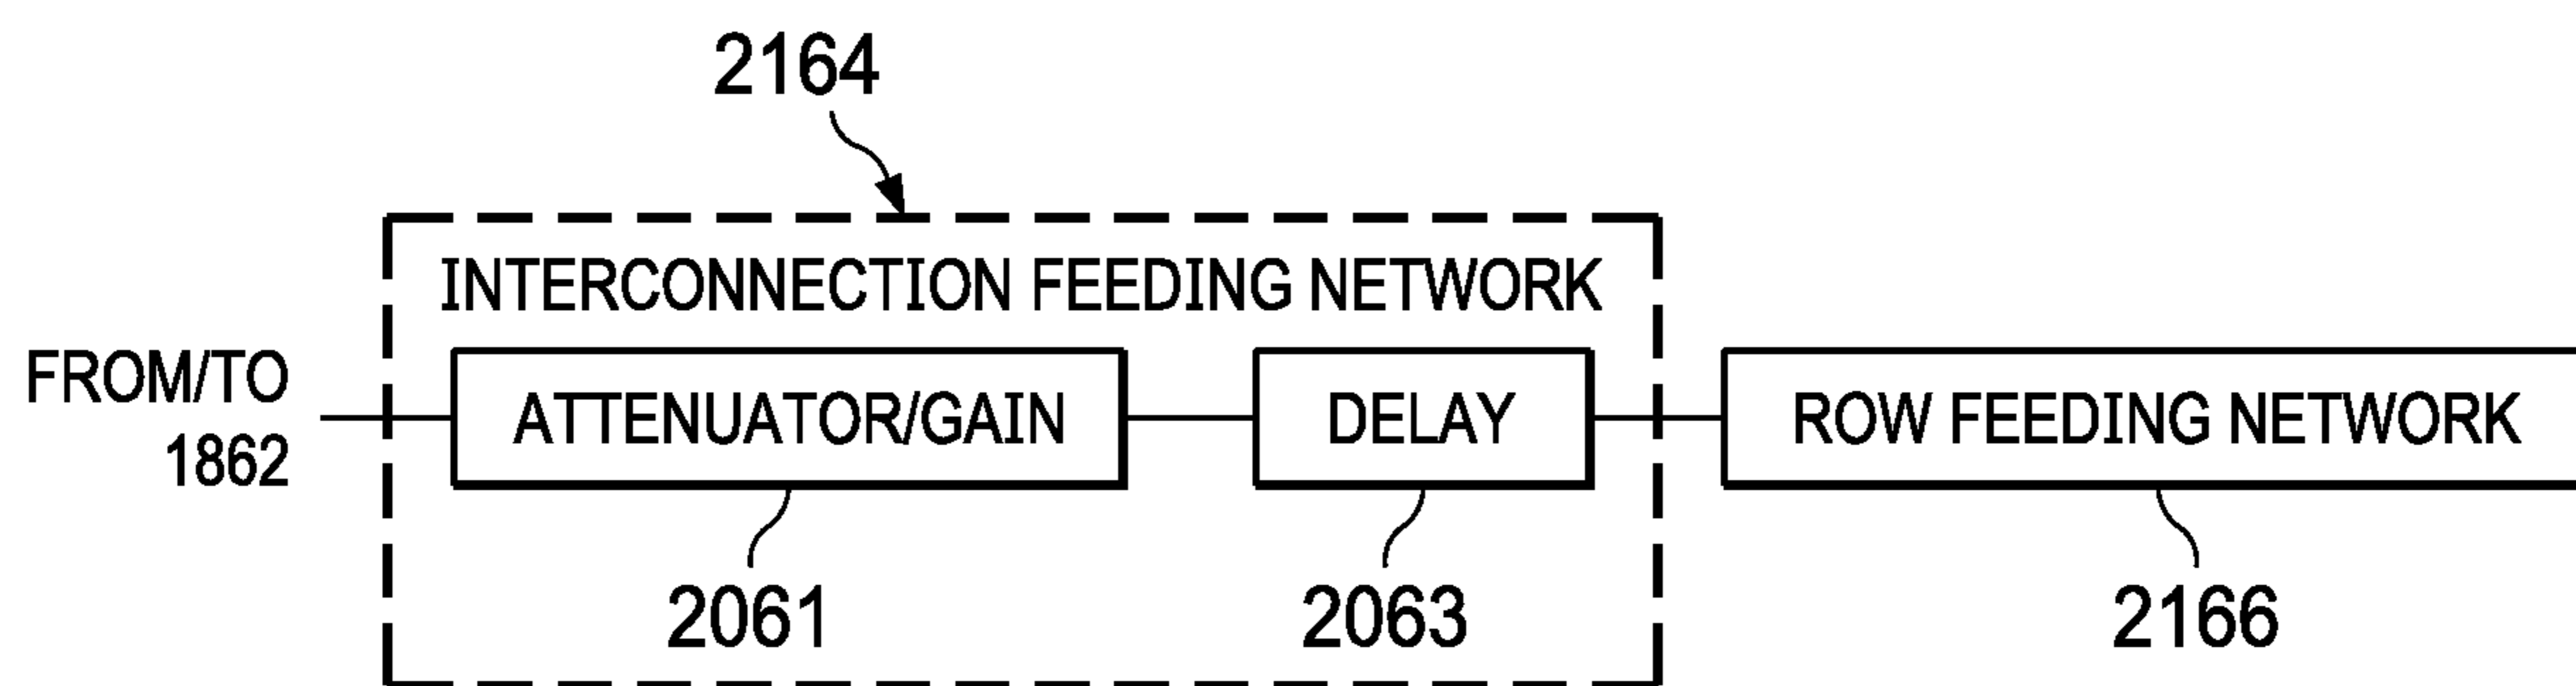 2164
INTERCONNECTION FEEDING NETWORK
FROM/TO
1862
ATTENUATOR/GAIN
DELAY
ROW FEEDING NETWORK
2061
2063
2166